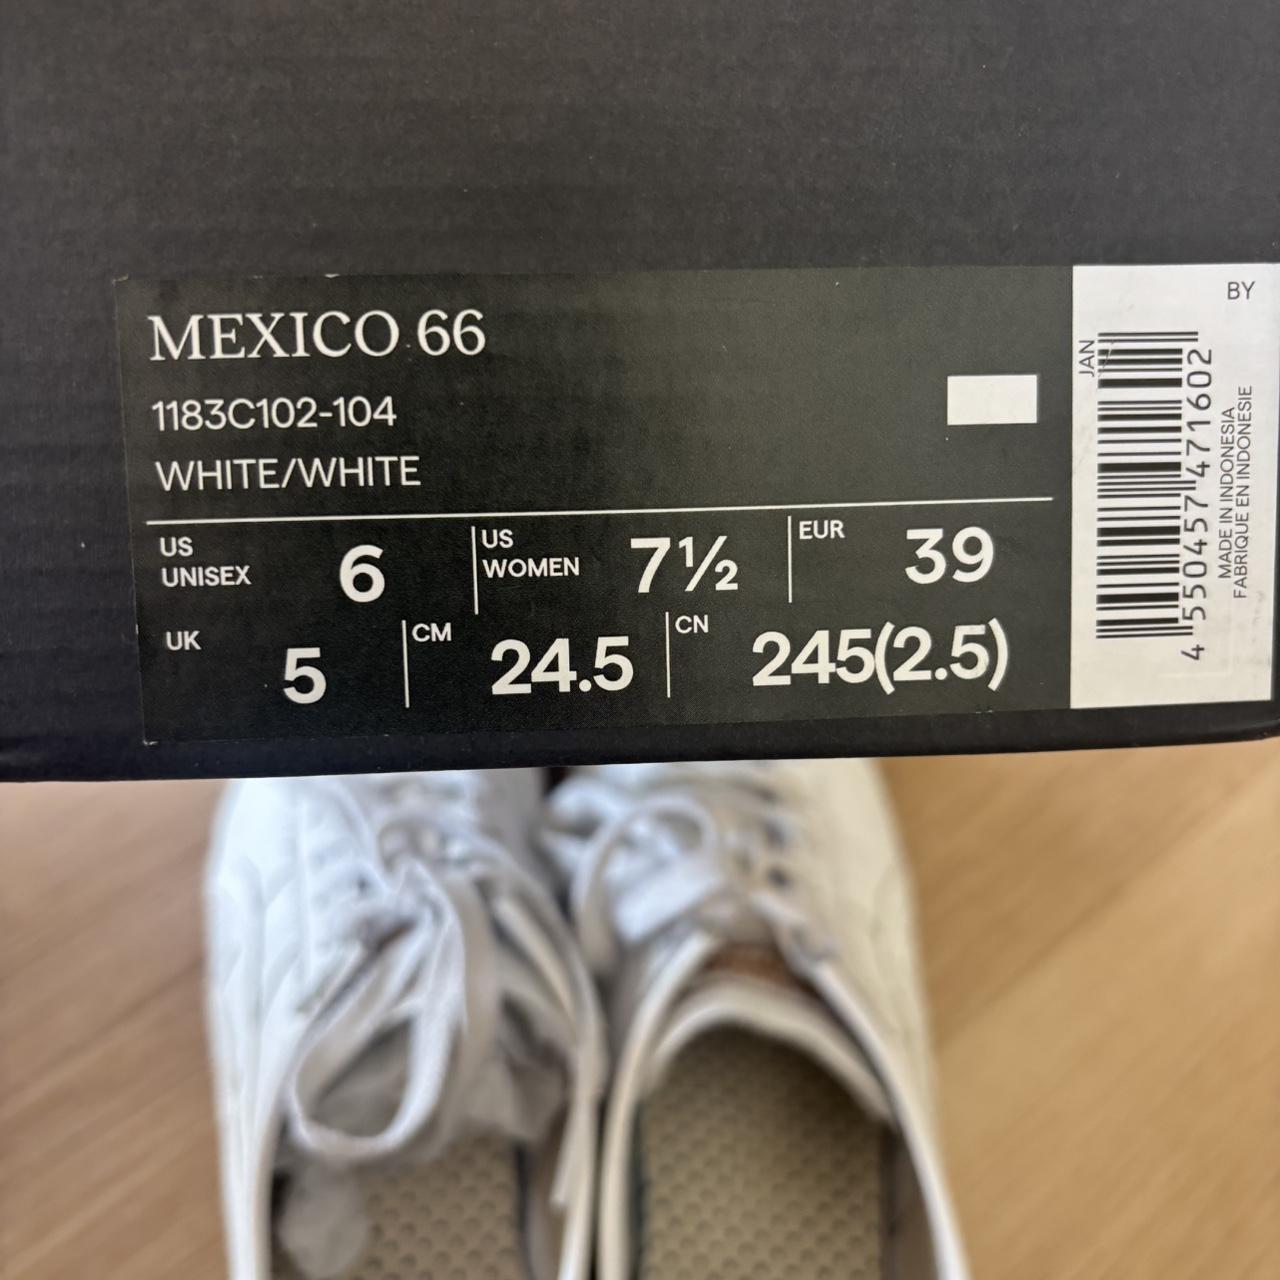 MEXICO 66
1183C102-104
WHITE/WHITE
US UNISEX 6
US WOMEN 7½
EUR 39
UK 5
CM 24.5
CN 245(2.5)
BY
JAN
4 550457 471602
MADE IN INDONESIA
FABRIQUE EN INDONESIE